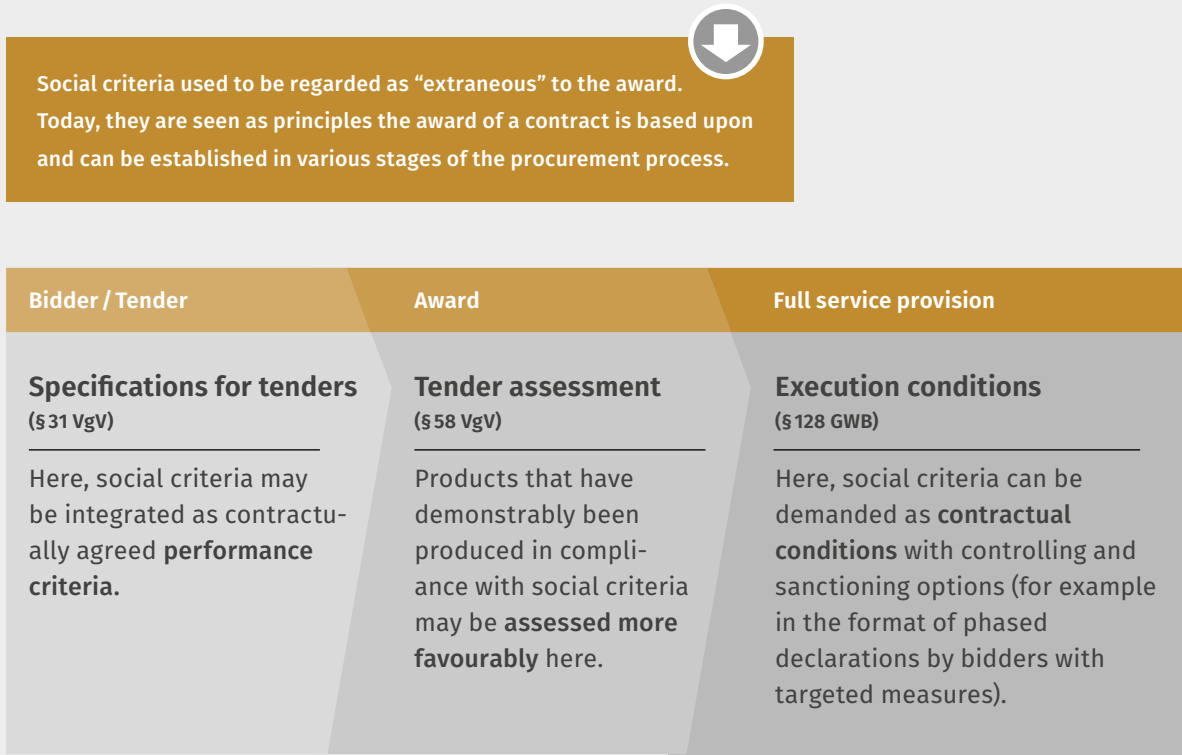 Social criteria used to be regarded as “extraneous” to the award.
Today, they are seen as principles the award of a contract is based upon
and can be established in various stages of the procurement process.
Bidder / Tender
Specifications for tenders
(§ 31 VgV)
Here, social criteria may
be integrated as contractu-
ally agreed performance
criteria.
Award
Tender assessment
(§ 58 VgV)
Products that have
demonstrably been
produced in compli-
ance with social criteria
may be assessed more
favourably here.
Full service provision
Execution conditions
(§ 128 GWB)
Here, social criteria can be
demanded as contractual
conditions with controlling and
sanctioning options (for example
in the format of phased
declarations by bidders with
targeted measures).